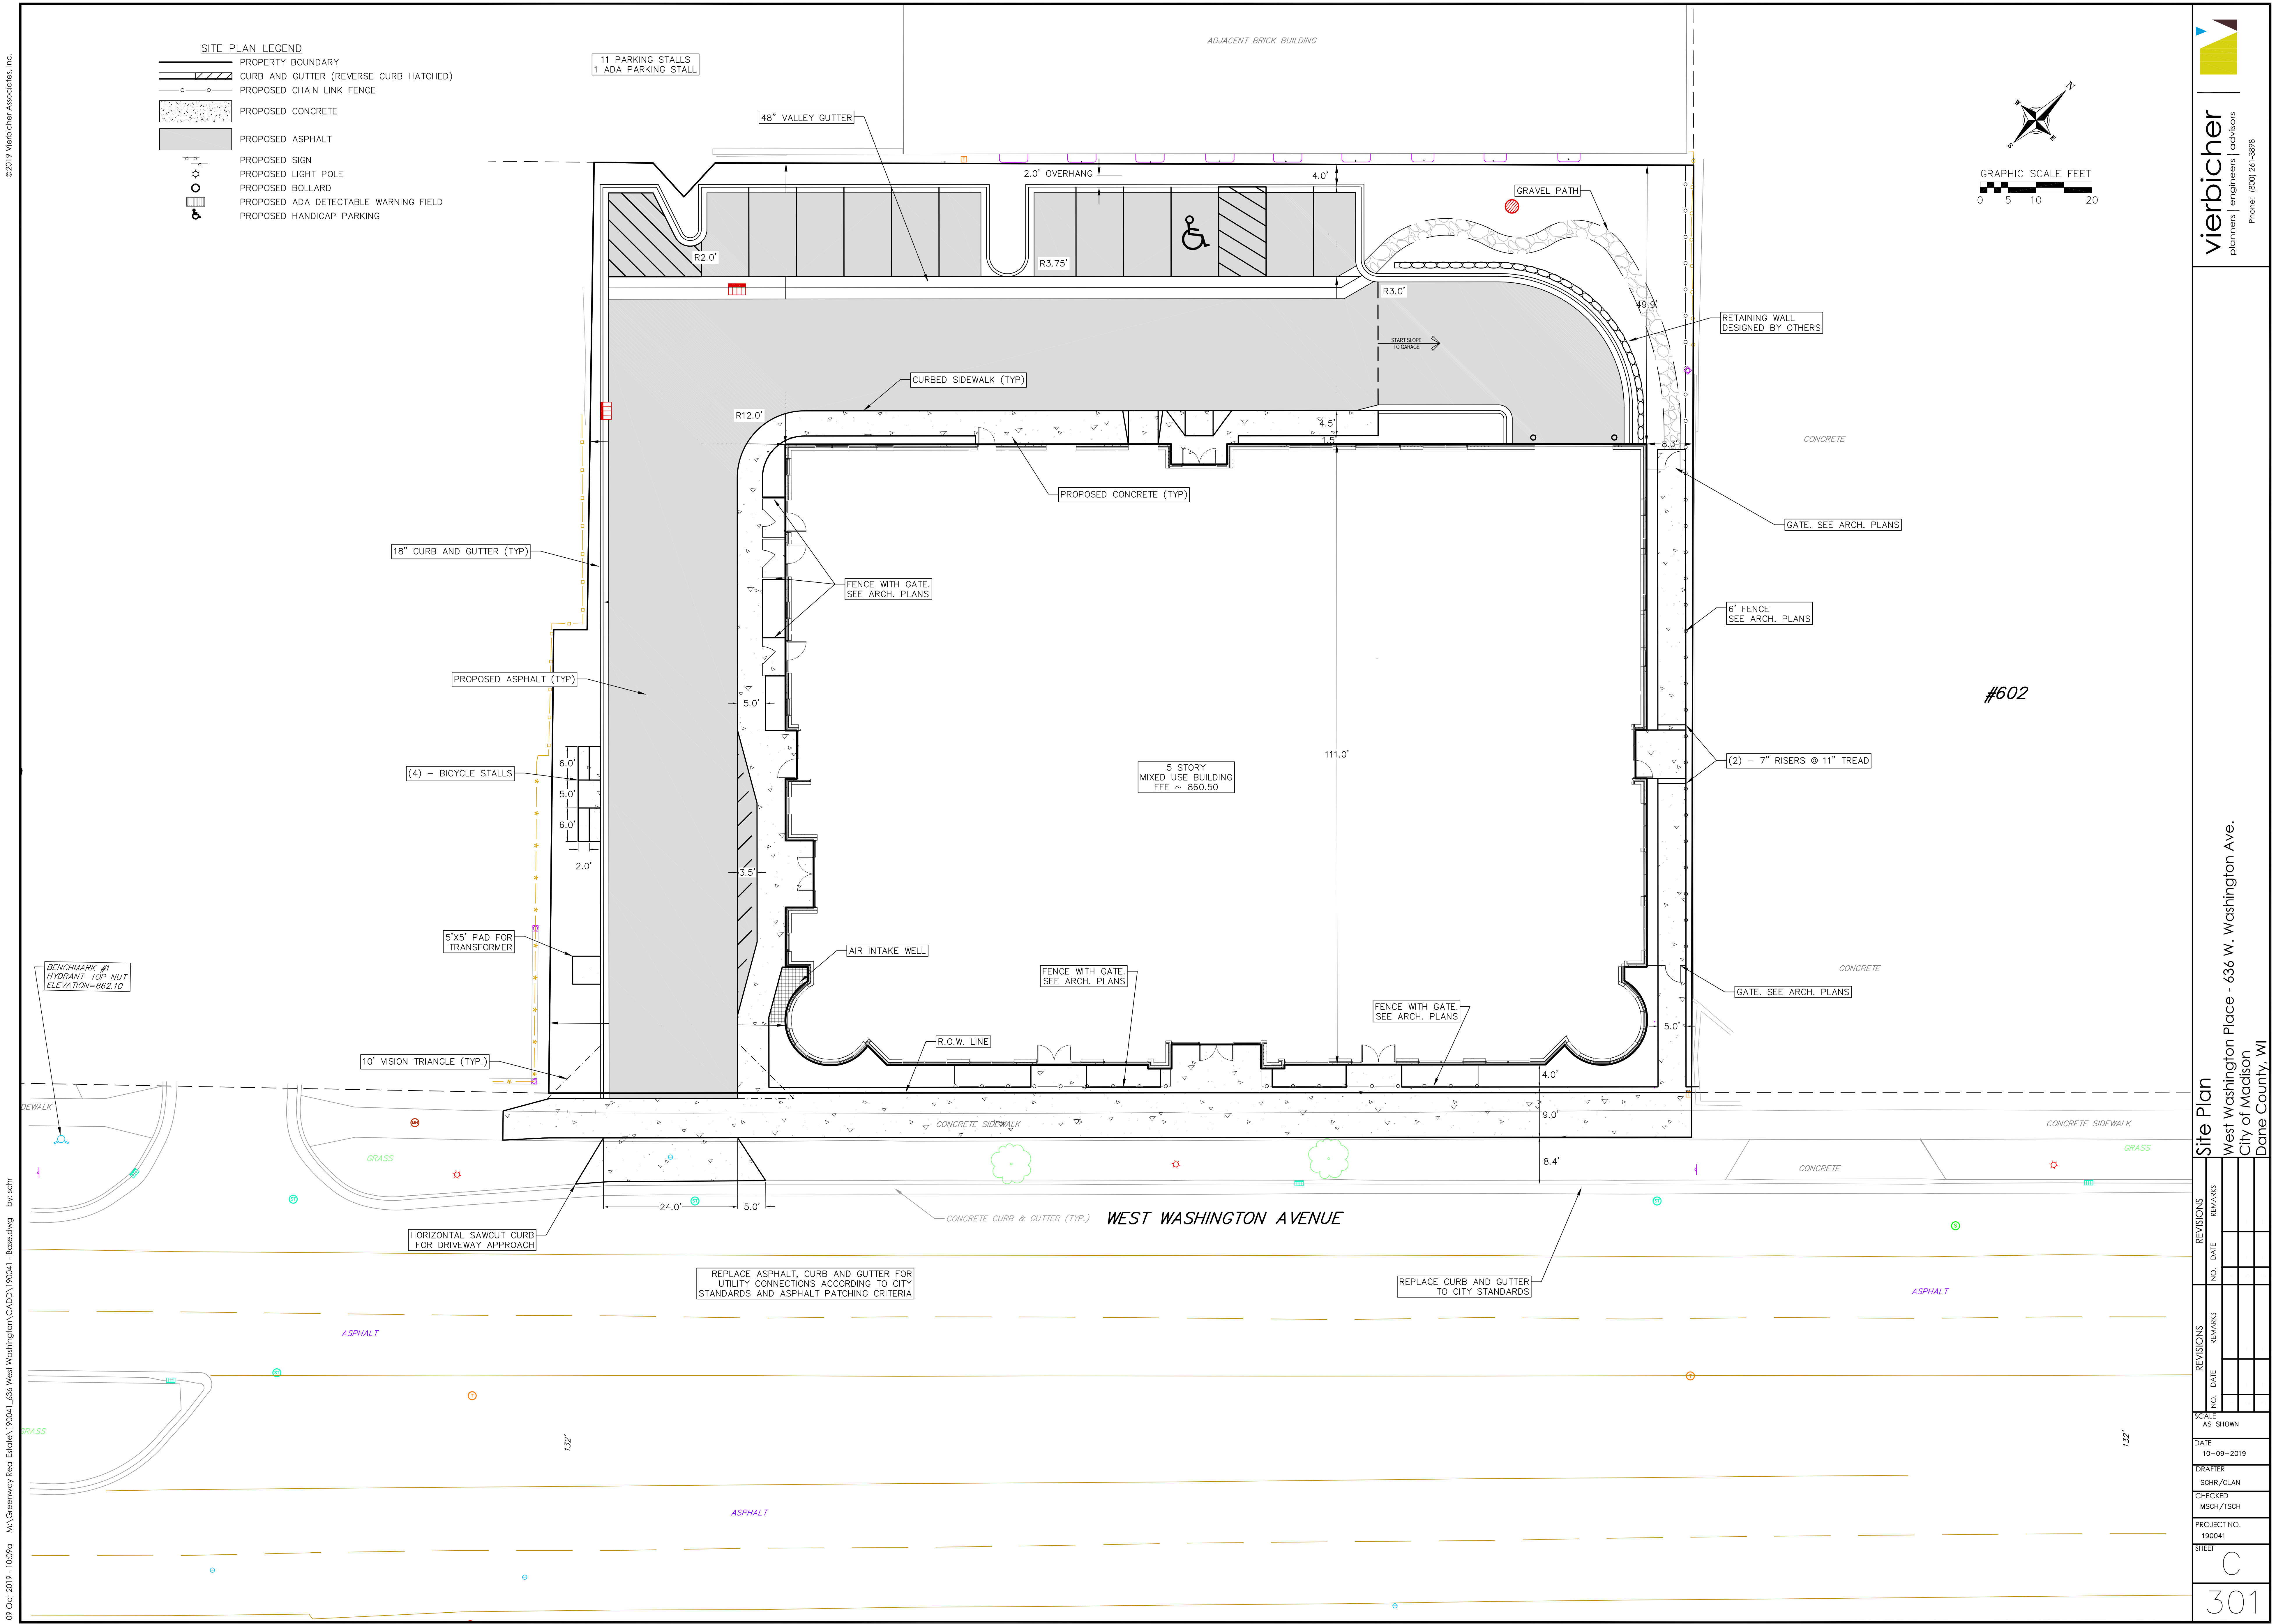 SITE PLAN LEGEND
PROPERTY BOUNDARY
CURB AND GUTTER (REVERSE CURB HATCHED)
PROPOSED CHAIN LINK FENCE
PROPOSED CONCRETE
PROPOSED ASPHALT
PROPOSED SIGN
PROPOSED LIGHT POLE
PROPOSED BOLLARD
PROPOSED ADA DETECTABLE WARNING FIELD
PROPOSED HANDICAP PARKING
11 PARKING STALLS
1 ADA PARKING STALL
ADJACENT BRICK BUILDING
48" VALLEY GUTTER
2.0' OVERHANG
4.0'
GRAVEL PATH
N
E
S
W
GRAPHIC SCALE FEET
0 5 10 20
R2.0'
R3.75'
R3.0'
49.9'
RETAINING WALL
DESIGNED BY OTHERS
START SLOPE
TO GARAGE
CURBED SIDEWALK (TYP)
R12.0'
4.5'
1.5'
8.3'
CONCRETE
PROPOSED CONCRETE (TYP)
GATE. SEE ARCH. PLANS
18" CURB AND GUTTER (TYP)
FENCE WITH GATE.
SEE ARCH. PLANS
6' FENCE
SEE ARCH. PLANS
PROPOSED ASPHALT (TYP)
5.0'
#602
111.0'
5 STORY
MIXED USE BUILDING
FFE ~ 860.50
(2) - 7" RISERS @ 11" TREAD
(4) - BICYCLE STALLS
6.0'
5.0'
6.0'
2.0'
3.5'
5'X5' PAD FOR
TRANSFORMER
AIR INTAKE WELL
BENCHMARK #1
HYDRANT-TOP NUT
ELEVATION=862.10
FENCE WITH GATE.
SEE ARCH. PLANS
FENCE WITH GATE.
SEE ARCH. PLANS
CONCRETE
GATE. SEE ARCH. PLANS
5.0'
R.O.W. LINE
10' VISION TRIANGLE (TYP.)
4.0'
9.0'
DEWALK
CONCRETE SIDEWALK
CONCRETE SIDEWALK
GRASS
GRASS
8.4'
CONCRETE
24.0'
5.0'
CONCRETE CURB & GUTTER (TYP.)
WEST WASHINGTON AVENUE
HORIZONTAL SAWCUT CURB
FOR DRIVEWAY APPROACH
REPLACE ASPHALT, CURB AND GUTTER FOR
UTILITY CONNECTIONS ACCORDING TO CITY
STANDARDS AND ASPHALT PATCHING CRITERIA
REPLACE CURB AND GUTTER
TO CITY STANDARDS
ASPHALT
ASPHALT
GRASS
132'
132'
ASPHALT
©2019 Vierbicher Associates, Inc.
09 Oct 2019 - 10:09a M:\Greenway Real Estate\190041_636 West Washington\CADD\190041 - Base.dwg by: schr
vierbicher
planners | engineers | advisors
Phone: (800) 261-3898
Site Plan
West Washington Place - 636 W. Washington Ave.
City of Madison
Dane County, WI
REVISIONS
NO. DATE REMARKS
REVISIONS
NO. DATE REMARKS
SCALE
AS SHOWN
DATE
10-09-2019
DRAFTER
SCHR/CLAN
CHECKED
MSCH/TSCH
PROJECT NO.
190041
SHEET
C
301